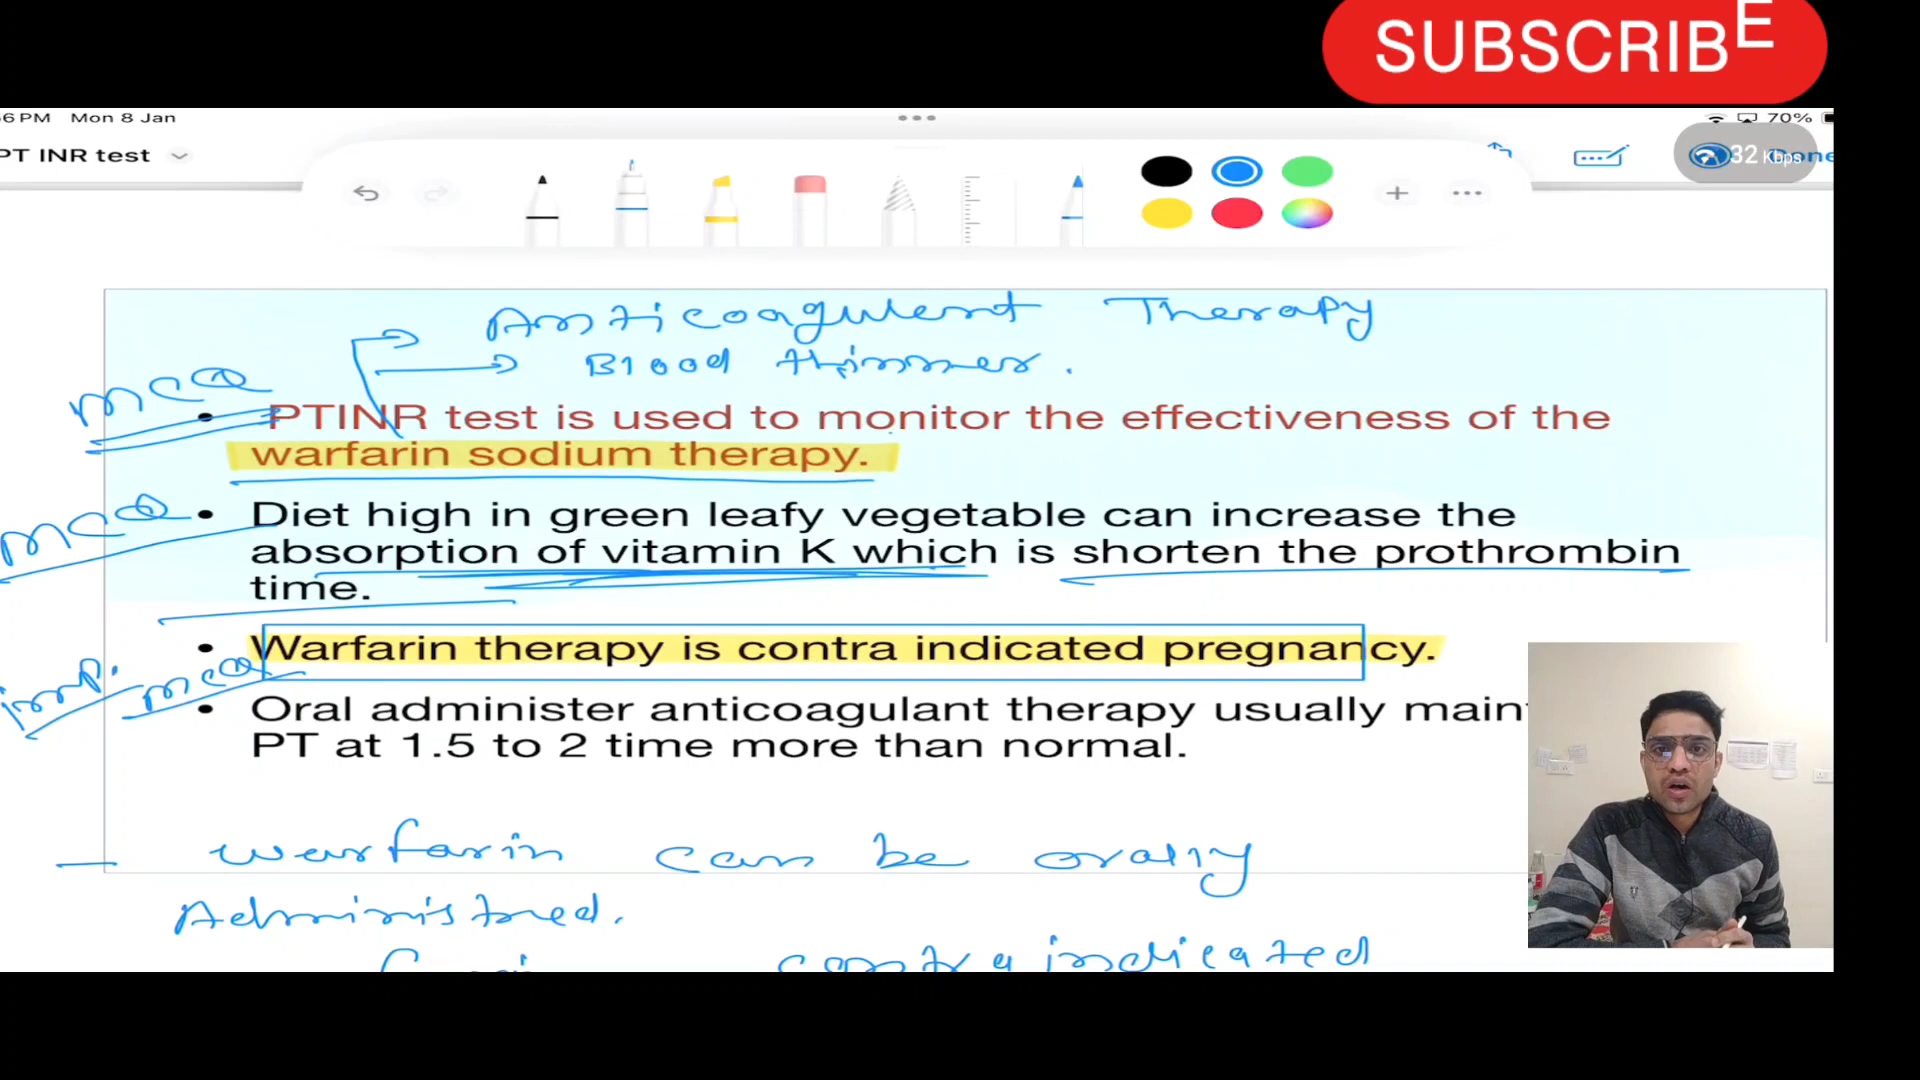 SUBSCRIBE
6 PM Mon 8 Jan
70%
PT INR test
32 Kbps
Done
Anticoagulent Therapy
Blood thinner.
mcq
• PTINR test is used to monitor the effectiveness of the
warfarin sodium therapy.
mcq
• Diet high in green leafy vegetable can increase the
absorption of vitamin K which is shorten the prothrombin
time.
• Warfarin therapy is contra indicated pregnancy.
imp. mcq
• Oral administer anticoagulant therapy usually main
PT at 1.5 to 2 time more than normal.
— warfarin can be orally
Administred.
contraindicated